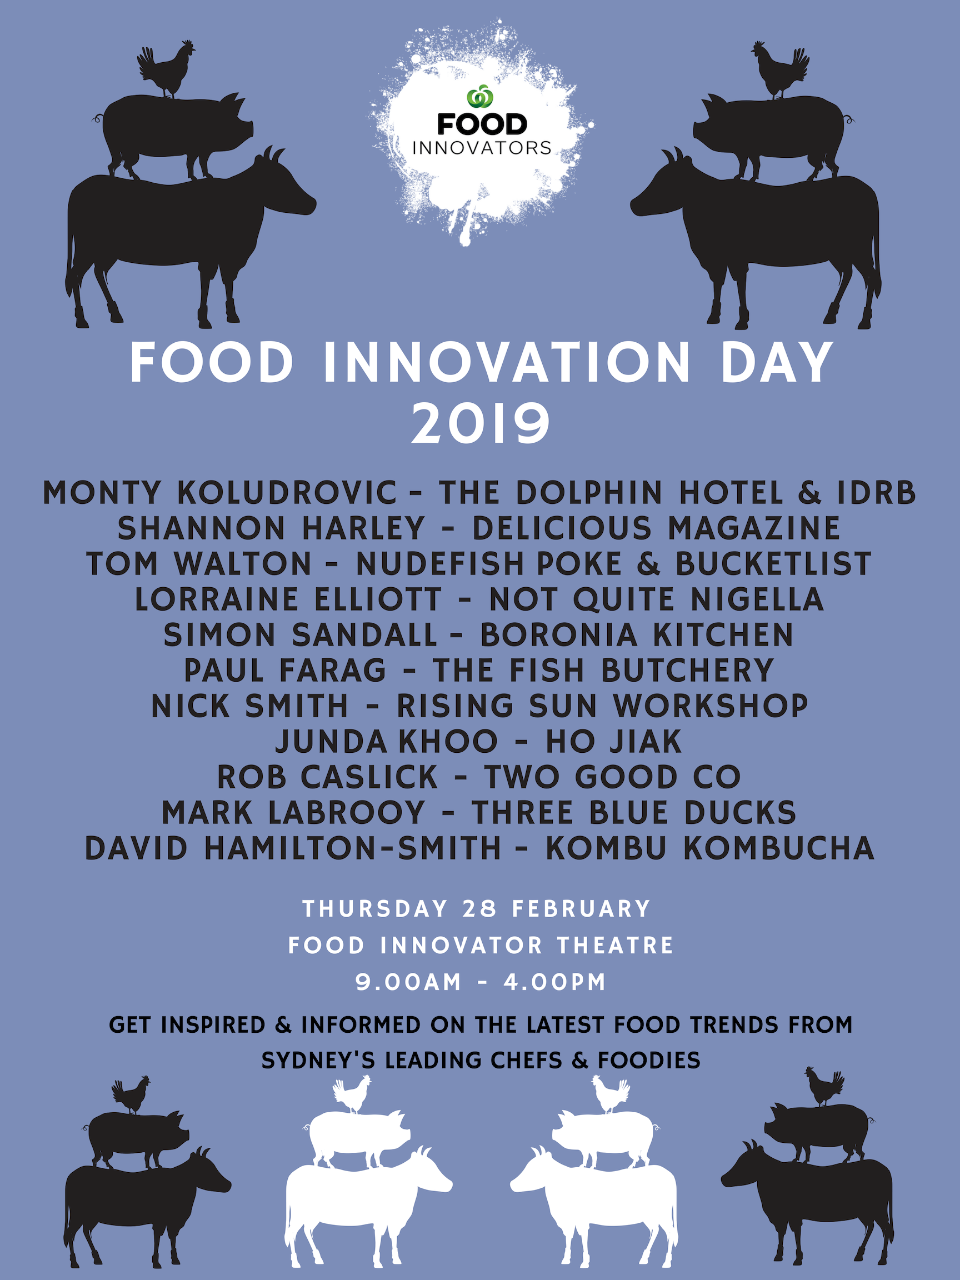 FOOD
INNOVATORS
FOOD INNOVATION DAY
2019
MONTY KOLUDROVIC - THE DOLPHIN HOTEL & IDRB
SHANNON HARLEY - DELICIOUS MAGAZINE
TOM WALTON - NUDEFISH POKE & BUCKETLIST
LORRAINE ELLIOTT - NOT QUITE NIGELLA
SIMON SANDALL - BORONIA KITCHEN
PAUL FARAG - THE FISH BUTCHERY
NICK SMITH - RISING SUN WORKSHOP
JUNDA KHOO - HO JIAK
ROB CASLICK - TWO GOOD CO
MARK LABROOY - THREE BLUE DUCKS
DAVID HAMILTON-SMITH - KOMBU KOMBUCHA
THURSDAY 28 FEBRUARY
FOOD INNOVATOR THEATRE
9.00AM - 4.00PM
GET INSPIRED & INFORMED ON THE LATEST FOOD TRENDS FROM
SYDNEY'S LEADING CHEFS & FOODIES